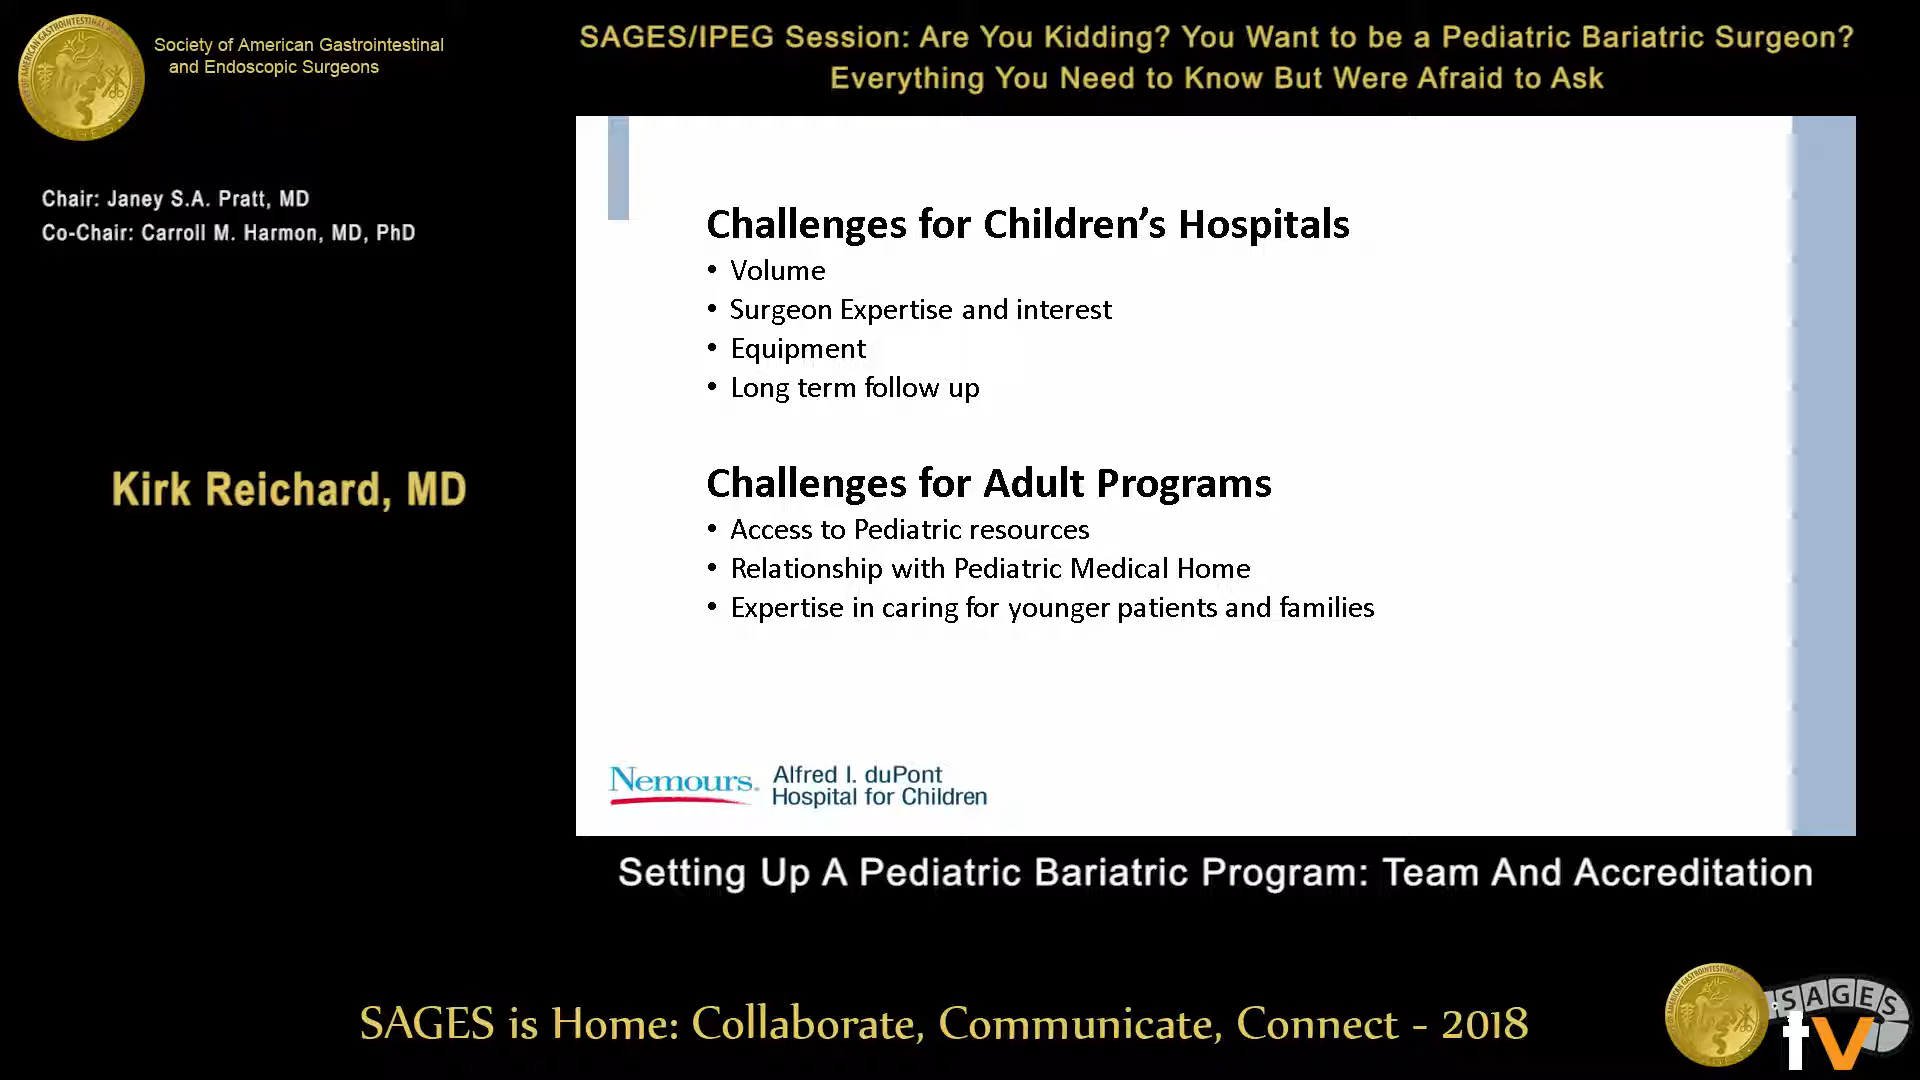 Society of American Gastrointestinal
and Endoscopic Surgeons
SAGES/IPEG Session: Are You Kidding? You Want to be a Pediatric Bariatric Surgeon?
Everything You Need to Know But Were Afraid to Ask
Chair: Janey S.A. Pratt, MD
Co-Chair: Carroll M. Harmon, MD, PhD
Kirk Reichard, MD
Challenges for Children’s Hospitals
• Volume
• Surgeon Expertise and interest
• Equipment
• Long term follow up
Challenges for Adult Programs
• Access to Pediatric resources
• Relationship with Pediatric Medical Home
• Expertise in caring for younger patients and families
Nemours.
Alfred I. duPont
Hospital for Children
Setting Up A Pediatric Bariatric Program: Team And Accreditation
SAGES is Home: Collaborate, Communicate, Connect - 2018
SAGES
tv